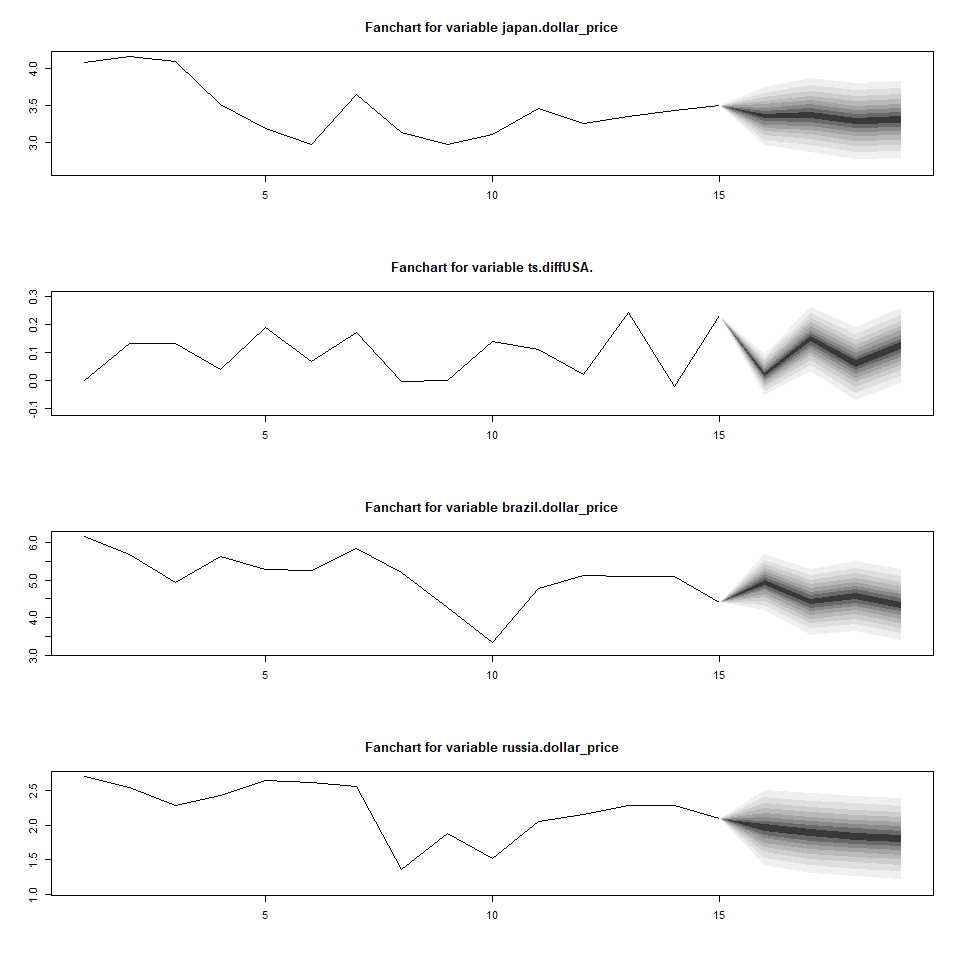 Fanchart for variable japan.dollar_price
4.0
3.5
3.0
5 10 15
Fanchart for variable ts.diffUSA.
0.3
0.2
0.1
0.0
-0.1
5 10 15
Fanchart for variable brazil.dollar_price
6.0
5.0
4.0
3.0
5 10 15
Fanchart for variable russia.dollar_price
2.5
2.0
1.5
1.0
5 10 15